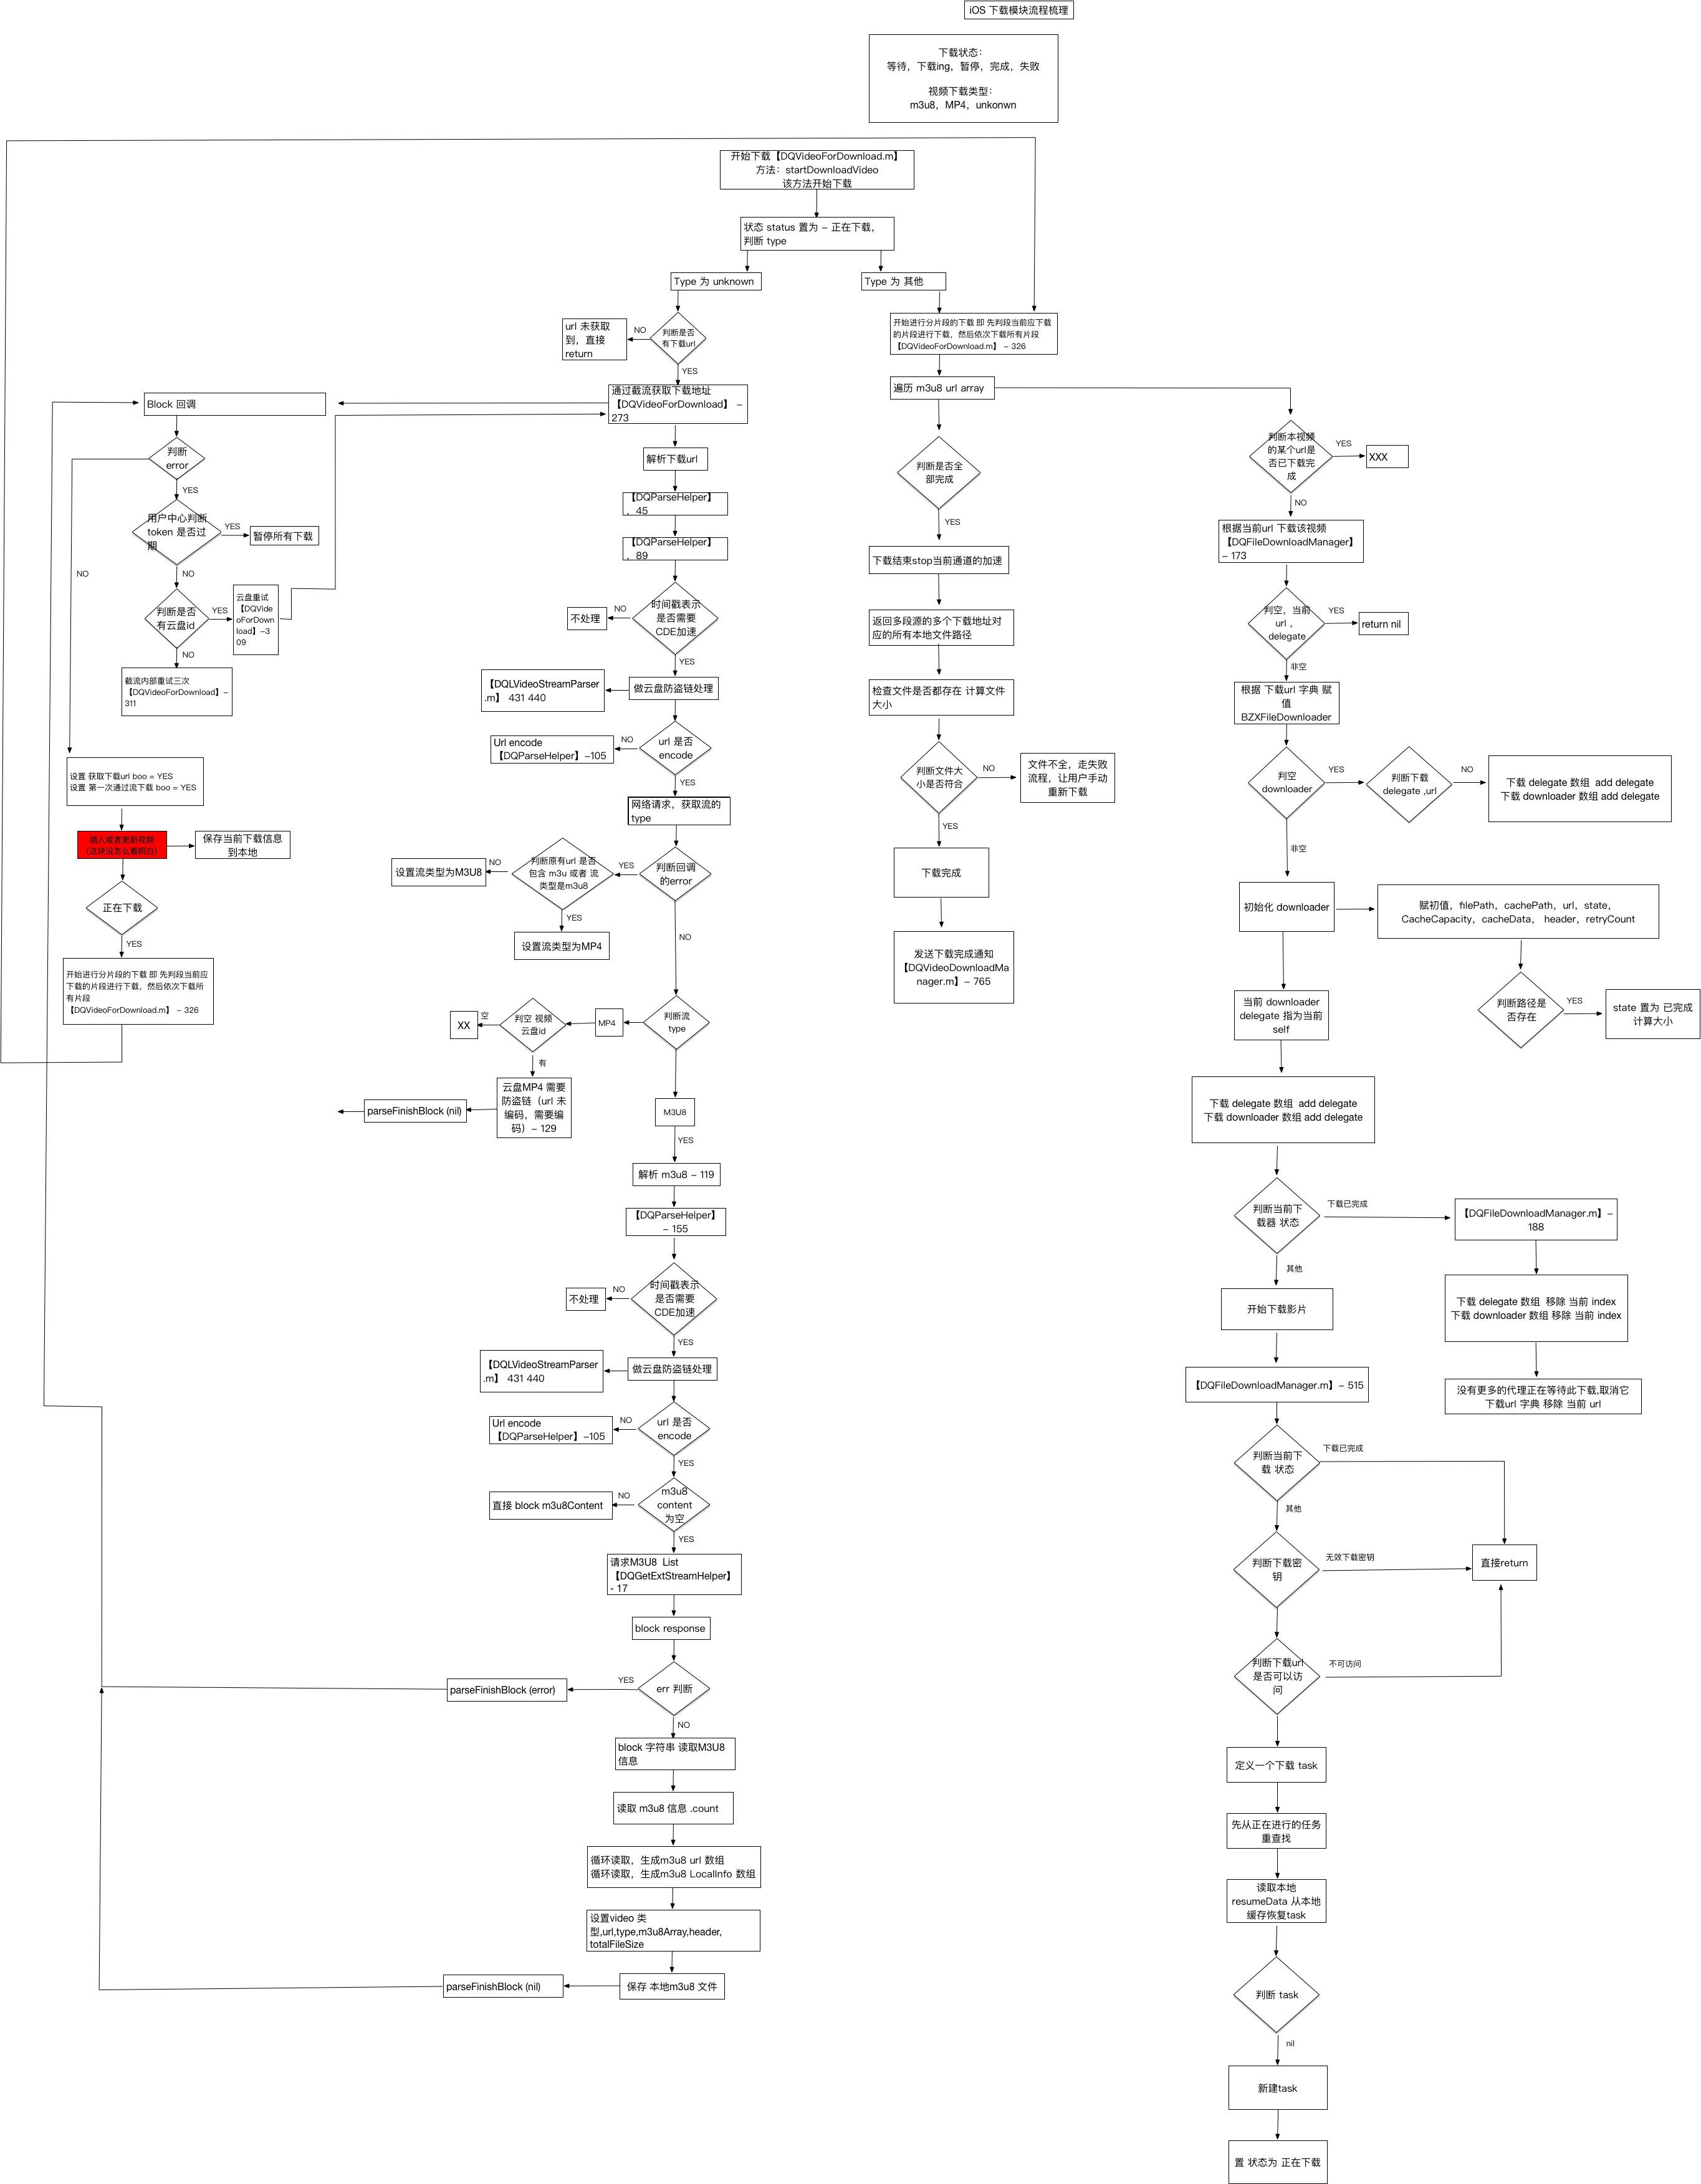 iOS 下载模块流程梳理
下载状态：
等待，下载ing，暂停，完成，失败
视频下载类型：
m3u8，MP4，unkonwn
开始下载【DQVideoForDownload.m】
方法：startDownloadVideo
该方法开始下载
状态 status 置为 – 正在下载，
判断 type
Type 为 unknown
Type 为 其他
url 未获取
到，直接
return
NO
判断是否
有下载url
YES
开始进行分片段的下载 即 先判段当前应下载
的片段进行下载，然后依次下载所有片段
【DQVideoForDownload.m】 – 326
遍历 m3u8 url array
通过截流获取下载地址
【DQVideoForDownload】 –
273
Block 回调
判断
error
YES
NO
用户中心判断
token 是否过
期
YES
暂停所有下载
NO
判断是否
有云盘id
YES
云盘重试
【DQVide
oForDown
load】–3
09
NO
截流内部重试三次
【DQVideoForDownload】–
311
设置 获取下载url boo = YES
设置 第一次通过流下载 boo = YES
插入或者更新视频
（这块没怎么看明白）
保存当前下载信息
到本地
正在下载
YES
开始进行分片段的下载 即 先判段当前应
下载的片段进行下载，然后依次下载所
有片段
【DQVideoForDownload.m】 – 326
解析下载url
【DQParseHelper】
，45
【DQParseHelper】
，89
时间戳表示
是否需要
CDE加速
NO
不处理
YES
做云盘防盗链处理
【DQLVideoStreamParser
.m】 431 440
url 是否
encode
NO
Url encode
【DQParseHelper】–105
YES
网络请求，获取流的
type
判断回调
的error
YES
判断原有url 是否
包含 m3u 或者 流
类型是m3u8
NO
设置流类型为M3U8
YES
设置流类型为MP4
NO
判断流
type
MP4
判空 视频
云盘id
空
XX
有
云盘MP4 需要
防盗链（url 未
编码，需要编
码）– 129
parseFinishBlock (nil)
M3U8
YES
解析 m3u8 – 119
【DQParseHelper】
– 155
时间戳表示
是否需要
CDE加速
NO
不处理
YES
做云盘防盗链处理
【DQLVideoStreamParser
.m】 431 440
url 是否
encode
NO
Url encode
【DQParseHelper】–105
YES
m3u8
content
为空
NO
直接 block m3u8Content
YES
请求M3U8 List
【DQGetExtStreamHelper】
- 17
block response
err 判断
YES
parseFinishBlock (error)
NO
block 字符串 读取M3U8
信息
读取 m3u8 信息 .count
循环读取，生成m3u8 url 数组
循环读取，生成m3u8 LocalInfo 数组
设置video 类
型,url,type,m3u8Array,header,
totalFileSize
保存 本地m3u8 文件
parseFinishBlock (nil)
判断是否全
部完成
YES
下载结束stop当前通道的加速
返回多段源的多个下载地址对
应的所有本地文件路径
检查文件是否都存在 计算文件
大小
判断文件大
小是否符合
NO
文件不全，走失败
流程，让用户手动
重新下载
YES
下载完成
发送下载完成通知
【DQVideoDownloadMa
nager.m】– 765
判断本视频
的某个url是
否已下载完
成
YES
XXX
NO
根据当前url 下载该视频
【DQFileDownloadManager】
– 173
判空，当前
url ，
delegate
YES
return nil
非空
根据 下载url 字典 赋
值
BZXFileDownloader
判空
downloader
YES
判断下载
delegate ,url
NO
下载 delegate 数组 add delegate
下载 downloader 数组 add delegate
非空
初始化 downloader
赋初值，filePath，cachePath，url，state，
CacheCapacity，cacheData， header，retryCount
判断路径是
否存在
YES
state 置为 已完成
计算大小
当前 downloader
delegate 指为当前
self
下载 delegate 数组 add delegate
下载 downloader 数组 add delegate
判断当前下
载器 状态
下载已完成
【DQFileDownloadManager.m】–
188
下载 delegate 数组 移除 当前 index
下载 downloader 数组 移除 当前 index
没有更多的代理正在等待此下载,取消它
下载url 字典 移除 当前 url
其他
开始下载影片
【DQFileDownloadManager.m】– 515
判断当前下
载 状态
下载已完成
其他
判断下载密
钥
无效下载密钥
直接return
判断下载url
是否可以访
问
不可访问
定义一个下载 task
先从正在进行的任务
重查找
读取本地
resumeData 从本地
缓存恢复task
判断 task
nil
新建task
置 状态为 正在下载